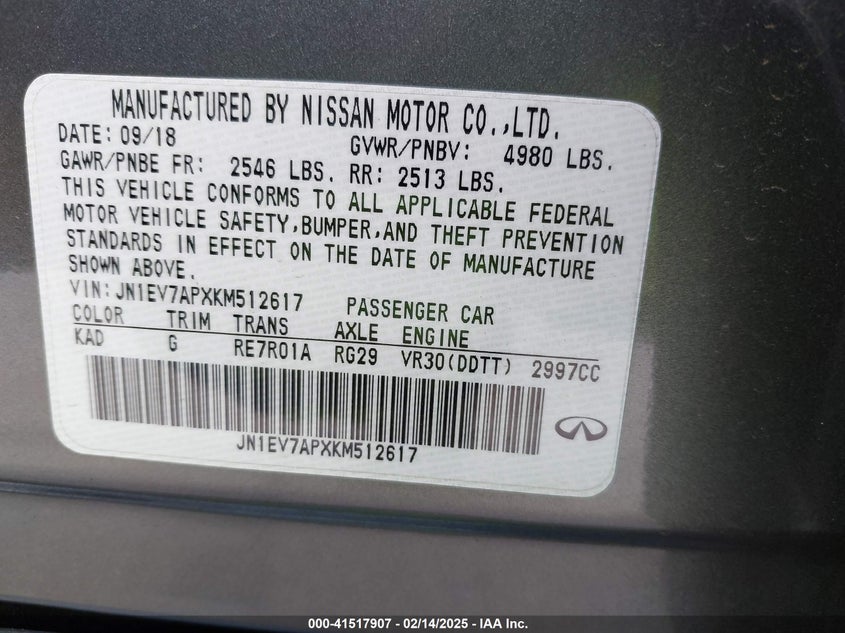 MANUFACTURED BY NISSAN MOTOR CO.,LTD.
DATE: 09/18 GVWR/PNBV: 4980 LBS.
GAWR/PNBE FR: 2546 LBS. RR: 2513 LBS.
THIS VEHICLE CONFORMS TO ALL APPLICABLE FEDERAL
MOTOR VEHICLE SAFETY,BUMPER,AND THEFT PREVENTION
STANDARDS IN EFFECT ON THE DATE OF MANUFACTURE
SHOWN ABOVE.
VIN:JN1EV7APXKM512617 PASSENGER CAR
COLOR TRIM TRANS AXLE ENGINE
KAD G RE7R01A RG29 VR30(DDTT) 2997CC
JN1EV7APXKM512617
000-41517907 - 02/14/2025 - IAA Inc.